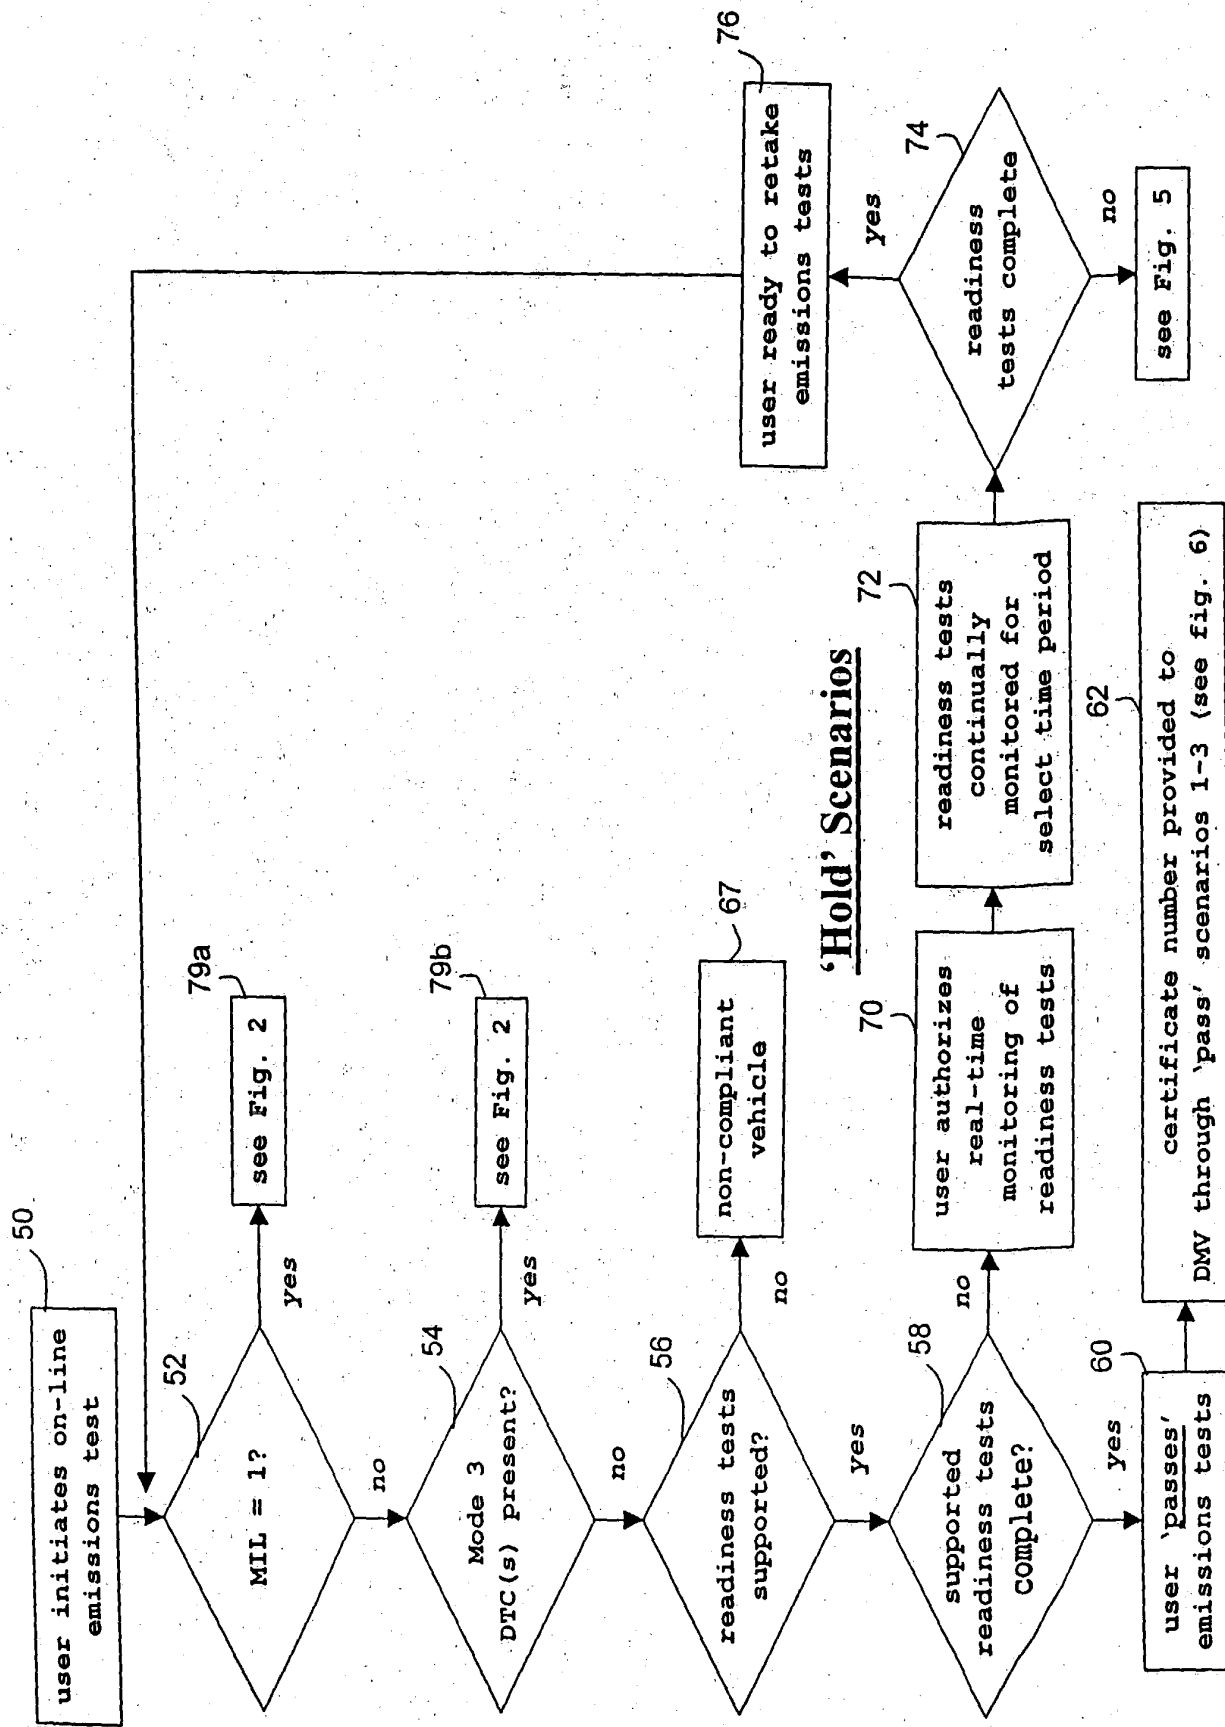 50
user initiates on-line
emissions test
52
MIL = 1?
yes
79a
see Fig. 2
no
54
Mode 3
DTC(s) present?
yes
79b
see Fig. 2
no
56
readiness tests
supported?
no
67
non-compliant
vehicle
yes
58
supported
readiness tests
complete?
no
'Hold' Scenarios
70
user authorizes
real-time
monitoring of
readiness tests
72
readiness tests
continually
monitored for
select time period
74
readiness
tests complete
yes
76
user ready to retake
emissions tests
no
see Fig. 5
yes
60
user 'passes'
emissions tests
62
certificate number provided to
DMV through 'pass' scenarios 1-3 (see fig. 6)